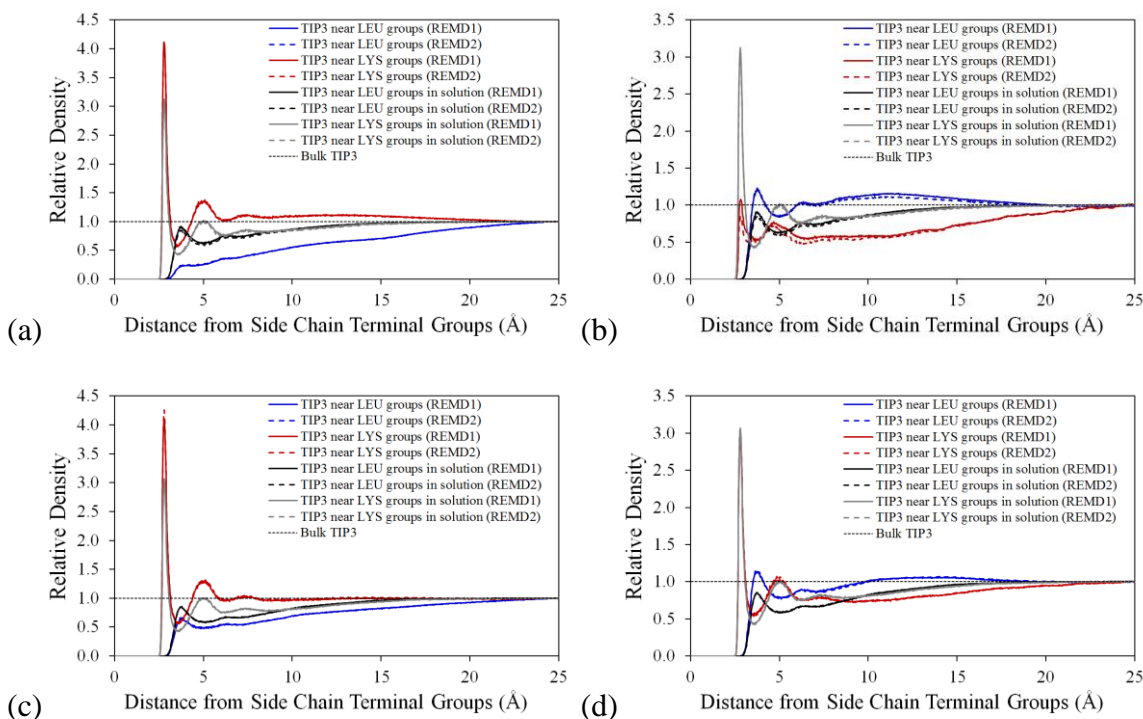 4.5
4.0
3.5
3.0
2.5
2.0
1.5
1.0
0.5
0.0
Relative Density
TIP3 near LEU groups (REMD1)
TIP3 near LEU groups (REMD2)
TIP3 near LYS groups (REMD1)
TIP3 near LYS groups (REMD2)
TIP3 near LEU groups in solution (REMD1)
TIP3 near LEU groups in solution (REMD2)
TIP3 near LYS groups in solution (REMD1)
TIP3 near LYS groups in solution (REMD2)
Bulk TIP3
0 5 10 15 20 25
Distance from Side Chain Terminal Groups (Å)
(a)
3.5
3.0
2.5
2.0
1.5
1.0
0.5
0.0
Relative Density
TIP3 near LEU groups (REMD1)
TIP3 near LEU groups (REMD2)
TIP3 near LYS groups (REMD1)
TIP3 near LYS groups (REMD2)
TIP3 near LEU groups in solution (REMD1)
TIP3 near LEU groups in solution (REMD2)
TIP3 near LYS groups in solution (REMD1)
TIP3 near LYS groups in solution (REMD2)
Bulk TIP3
0 5 10 15 20 25
Distance from Side Chain Terminal Groups (Å)
(b)
4.5
4.0
3.5
3.0
2.5
2.0
1.5
1.0
0.5
0.0
Relative Density
TIP3 near LEU groups (REMD1)
TIP3 near LEU groups (REMD2)
TIP3 near LYS groups (REMD1)
TIP3 near LYS groups (REMD2)
TIP3 near LEU groups in solution (REMD1)
TIP3 near LEU groups in solution (REMD2)
TIP3 near LYS groups in solution (REMD1)
TIP3 near LYS groups in solution (REMD2)
Bulk TIP3
0 5 10 15 20 25
Distance from Side Chain Terminal Groups (Å)
(c)
3.5
3.0
2.5
2.0
1.5
1.0
0.5
0.0
Relative Density
TIP3 near LEU groups (REMD1)
TIP3 near LEU groups (REMD2)
TIP3 near LYS groups (REMD1)
TIP3 near LYS groups (REMD2)
TIP3 near LEU groups in solution (REMD1)
TIP3 near LEU groups in solution (REMD2)
TIP3 near LYS groups in solution (REMD1)
TIP3 near LYS groups in solution (REMD2)
Bulk TIP3
0 5 10 15 20 25
Distance from Side Chain Terminal Groups (Å)
(d)